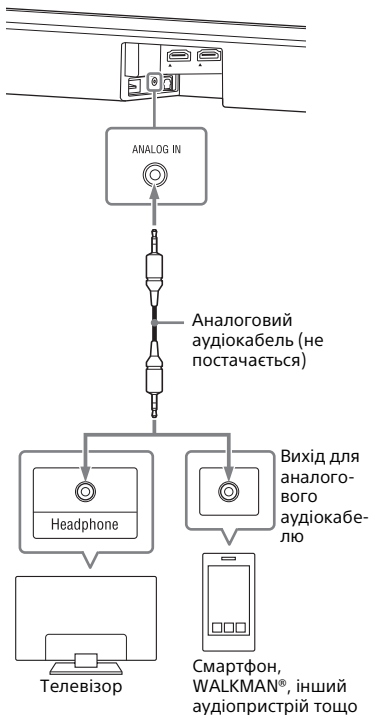 ANALOG IN
Аналоговий
аудіокабель (не
постачається)
Headphone
Вихід для
аналого-
вого
аудіокабе-
лю
Телевізор
Смартфон,
WALKMAN®, інший
аудіопристрій тощо